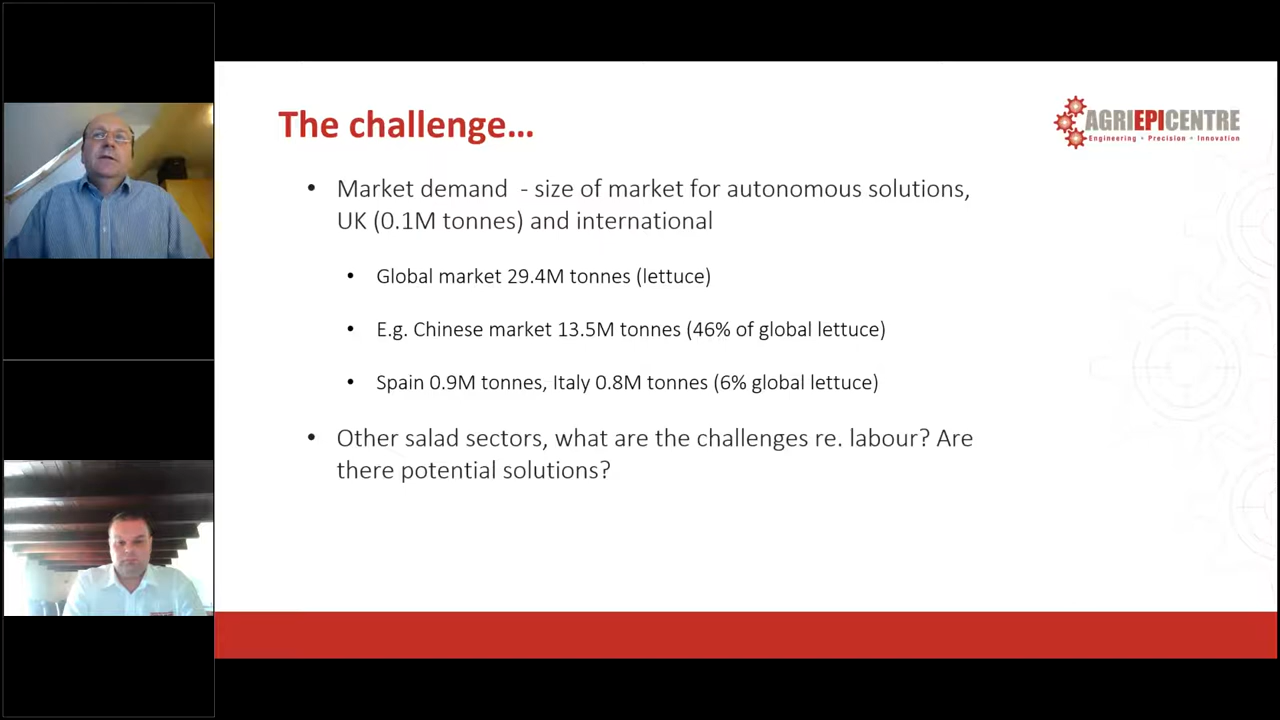 The challenge...
AGRIEPICENTRE
Engineering • Precision • Innovation
• Market demand - size of market for autonomous solutions,
UK (0.1M tonnes) and international
• Global market 29.4M tonnes (lettuce)
• E.g. Chinese market 13.5M tonnes (46% of global lettuce)
• Spain 0.9M tonnes, Italy 0.8M tonnes (6% global lettuce)
• Other salad sectors, what are the challenges re. labour? Are
there potential solutions?